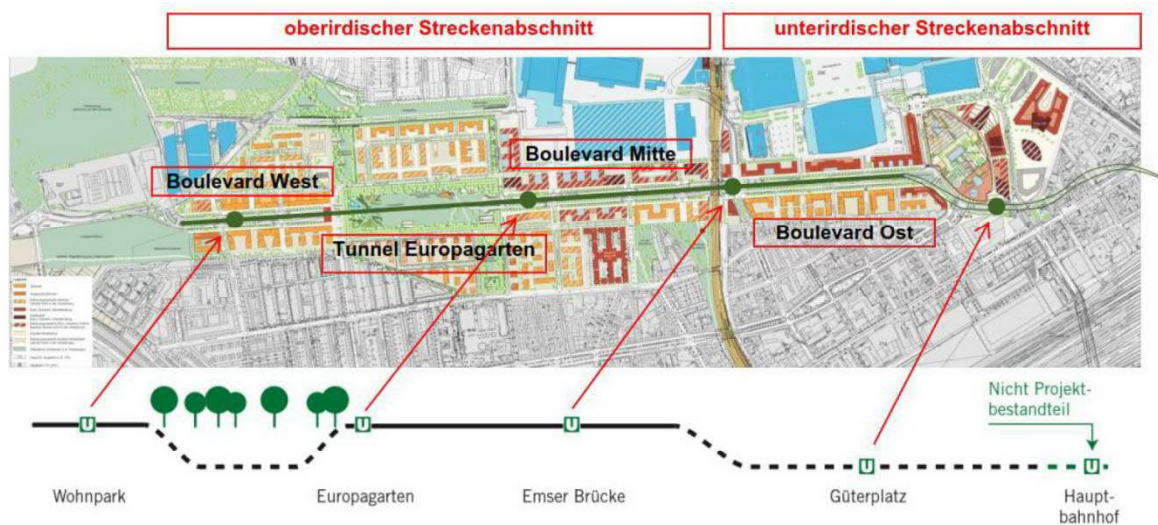 oberirdischer Streckenabschnitt
unterirdischer Streckenabschnitt
Boulevard Mitte
Boulevard West
Boulevard Ost
Tunnel Europagarten
Nicht Projekt-
bestandteil
Wohnpark
Europagarten
Emser Brücke
Güterplatz
Haupt-
bahnhof